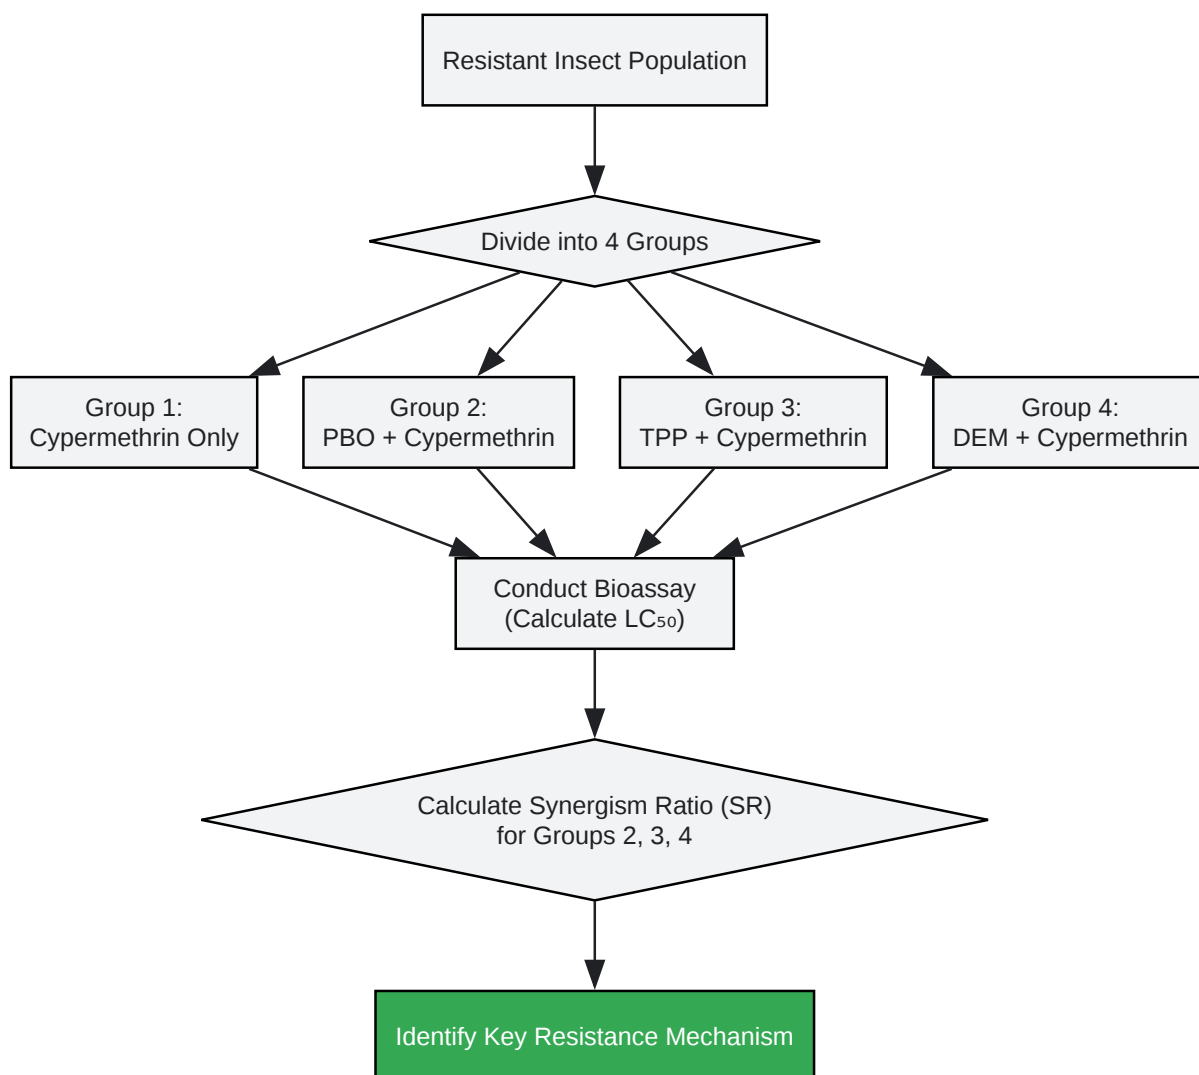 Resistant Insect Population
Divide into 4 Groups
Group 1:
Cypermethrin Only
Group 2:
PBO + Cypermethrin
Group 3:
TPP + Cypermethrin
Group 4:
DEM + Cypermethrin
Conduct Bioassay
(Calculate LC₅₀)
Calculate Synergism Ratio (SR)
for Groups 2, 3, 4
Identify Key Resistance Mechanism